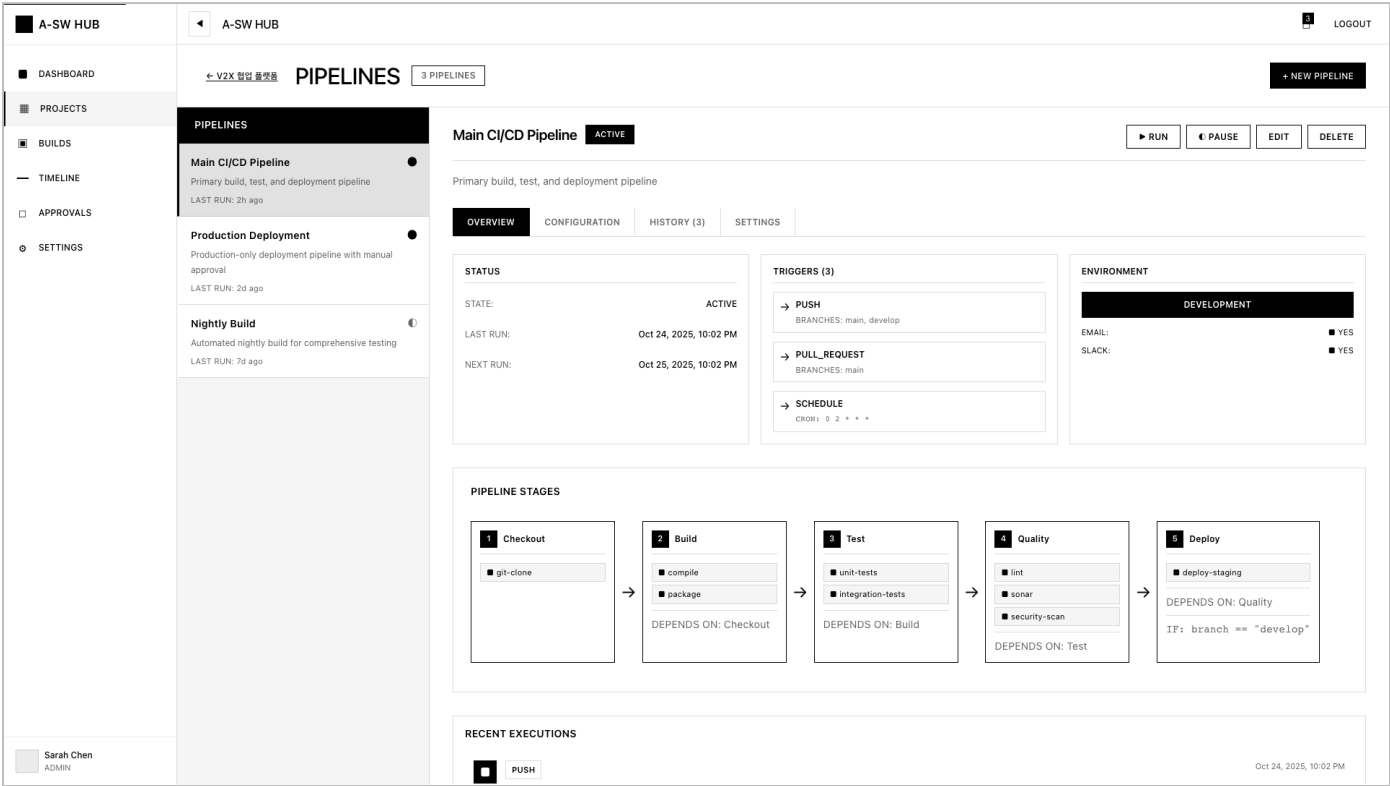 A-SW HUB
A-SW HUB
3
LOGOUT
DASHBOARD
PROJECTS
BUILDS
TIMELINE
APPROVALS
SETTINGS
← V2X 협업 플랫폼
PIPELINES
3 PIPELINES
+ NEW PIPELINE
PIPELINES
Main CI/CD Pipeline
Primary build, test, and deployment pipeline
LAST RUN: 2h ago
Production Deployment
Production-only deployment pipeline with manual
approval
LAST RUN: 2d ago
Nightly Build
Automated nightly build for comprehensive testing
LAST RUN: 7d ago
Main CI/CD Pipeline
ACTIVE
RUN
PAUSE
EDIT
DELETE
Primary build, test, and deployment pipeline
OVERVIEW
CONFIGURATION
HISTORY (3)
SETTINGS
STATUS
STATE: ACTIVE
LAST RUN: Oct 24, 2025, 10:02 PM
NEXT RUN: Oct 25, 2025, 10:02 PM
TRIGGERS (3)
→ PUSH
BRANCHES: main, develop
→ PULL_REQUEST
BRANCHES: main
→ SCHEDULE
CRON: 0 2 * * *
ENVIRONMENT
DEVELOPMENT
EMAIL: YES
SLACK: YES
PIPELINE STAGES
1 Checkout
git-clone
→
2 Build
compile
package
DEPENDS ON: Checkout
→
3 Test
unit-tests
integration-tests
DEPENDS ON: Build
→
4 Quality
lint
sonar
security-scan
DEPENDS ON: Test
→
5 Deploy
deploy-staging
DEPENDS ON: Quality
IF: branch == "develop"
RECENT EXECUTIONS
PUSH
Oct 24, 2025, 10:02 PM
Sarah Chen
ADMIN